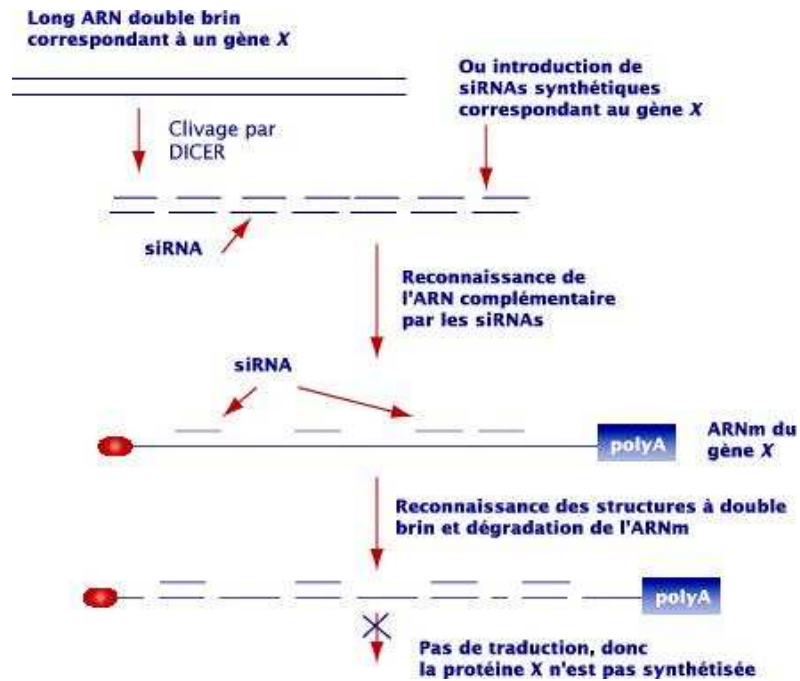 Long ARN double brin
correspondant à un gène X
Ou introduction de
siRNAs synthétiques
correspondant au gène X
Clivage par
DICER
siRNA
Reconnaissance de
l'ARN complémentaire
par les siRNAs
siRNA
polyA
ARNm du
gène X
Reconnaissance des structures à double
brin et dégradation de l'ARNm
polyA
Pas de traduction, donc
la protéine X n'est pas synthétisée